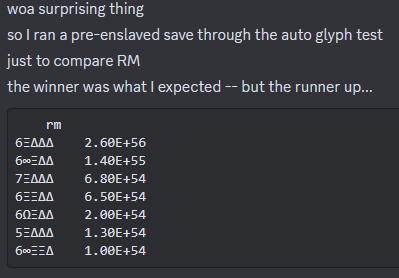 woa surprising thing
so I ran a pre-enslaved save through the auto glyph test
just to compare RM
the winner was what I expected -- but the runner up...
rm
6ΞΔΔΔ 2.60E+56
6∞ΞΔΔ 1.40E+55
7ΞΔΔΔ 6.80E+54
6ΞΞΔΔ 6.50E+54
6ΩΞΔΔ 2.00E+54
5ΞΔΔΔ 1.30E+54
6∞ΞΞΔ 1.00E+54